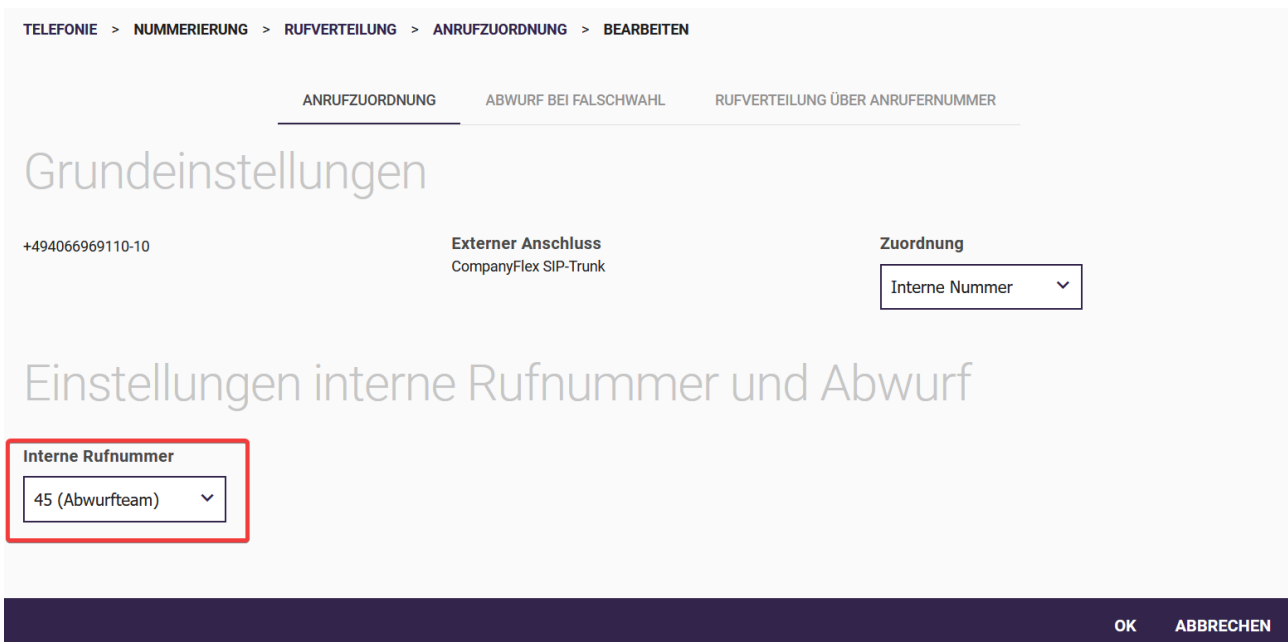 TELEFONIE > NUMMERIERUNG > RUFVERTEILUNG > ANRUFZUORDNUNG > BEARBEITEN
ANRUFZUORDNUNG ABWURF BEI FALSCHWAHL RUFVERTEILUNG ÜBER ANRUFERNUMMER
Grundeinstellungen
+494066969110-10 Externer Anschluss Zuordnung
CompanyFlex SIP-Trunk
Interne Nummer
Einstellungen interne Rufnummer und Abwurf
Interne Rufnummer
45 (Abwurfteam)
OK ABBRECHEN